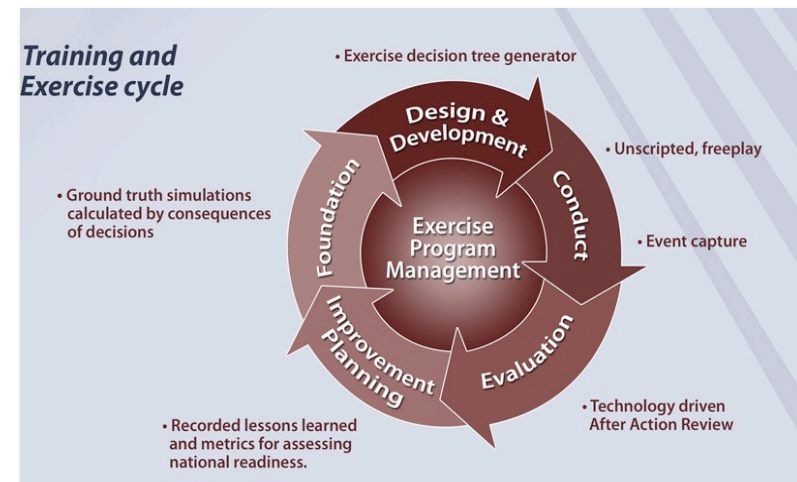 Training and
Exercise cycle
• Exercise decision tree generator
Design &
Development
• Unscripted, freeplay
Conduct
• Event capture
• Ground truth simulations
calculated by consequences
of decisions
Foundation
Exercise
Program
Management
Evaluation
Improvement
Planning
• Technology driven
After Action Review
• Recorded lessons learned
and metrics for assessing
national readiness.